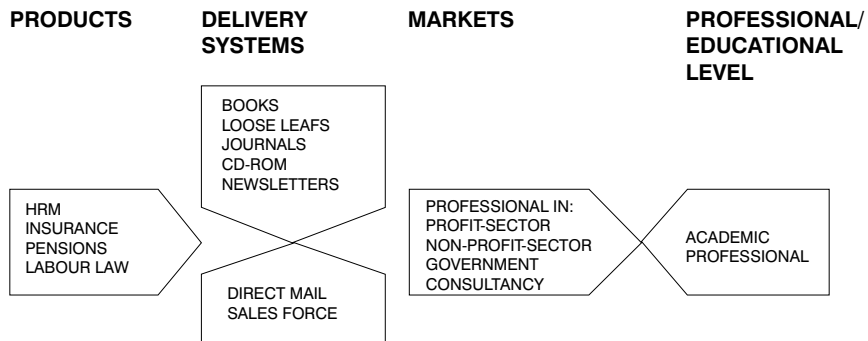 PRODUCTS
DELIVERY
SYSTEMS
MARKETS
PROFESSIONAL/
EDUCATIONAL
LEVEL
BOOKS
LOOSE LEAFS
JOURNALS
CD-ROM
NEWSLETTERS
HRM
INSURANCE
PENSIONS
LABOUR LAW
DIRECT MAIL
SALES FORCE
PROFESSIONAL IN:
PROFIT-SECTOR
NON-PROFIT-SECTOR
GOVERNMENT
CONSULTANCY
ACADEMIC
PROFESSIONAL